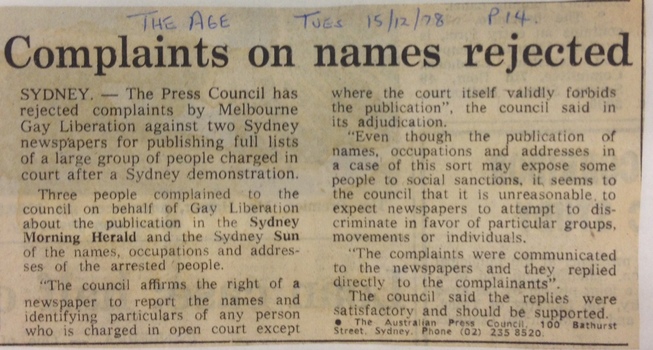 THE AGE TUES 15/12/78 P14.
Complaints on names rejected
SYDNEY. — The Press Council has
rejected complaints by Melbourne
Gay Liberation against two Sydney
newspapers for publishing full lists
of a large group of people charged in
court after a Sydney demonstration.
Three people complained to the
council on behalf of Gay Liberation
about the publication in the Sydney
Morning Herald and the Sydney Sun
of the names, occupations and addres-
ses of the arrested people.
"The council affirms the right of a
newspaper to report the names and
identifying particulars of any person
who is charged in open court except
where the court itself validly forbids
the publication", the council said in
its adjudication.
"Even though the publication of
names, occupations and addresses in
a case of this sort may expose some
people to social sanctions, it seems to
the council that it is unreasonable to
expect newspapers to attempt to dis-
criminate in favor of particular groups,
movements or individuals.
"The complaints were communicated
to the newspapers and they replied
directly to the complainants".
The council said the replies were
satisfactory and should be supported.
● The Australian Press Council, 100 Bathurst
Street, Sydney. Phone (02) 235 8520.